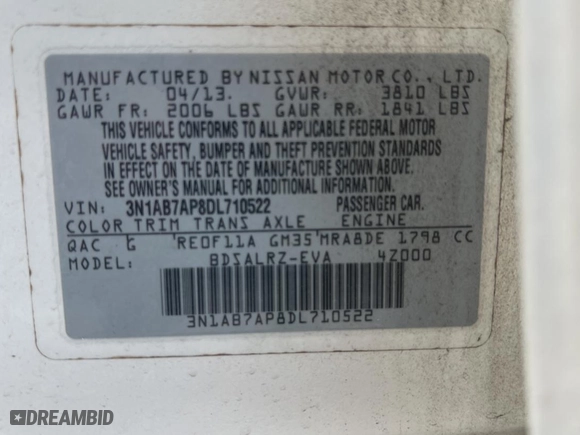 MANUFACTURED BY NISSAN MOTOR CO., LTD.
DATE: 04/13. GVWR: 3810 LBS
GAWR FR: 2006 LBS GAWR RR: 1841 LBS
THIS VEHICLE CONFORMS TO ALL APPLICABLE FEDERAL MOTOR
VEHICLE SAFETY, BUMPER AND THEFT PREVENTION STANDARDS
IN EFFECT ON THE DATE OF MANUFACTURE SHOWN ABOVE.
SEE OWNER'S MANUAL FOR ADDITIONAL INFORMATION.
VIN: 3N1AB7AP8DL710522 PASSENGER CAR.
COLOR TRIM TRANS AXLE ENGINE
QAC G RE0F11A GM35 MRA8DE 1798 CC
MODEL: BDSALRZ-EVA 4Z000
3N1AB7AP8DL710522
DREAMBID